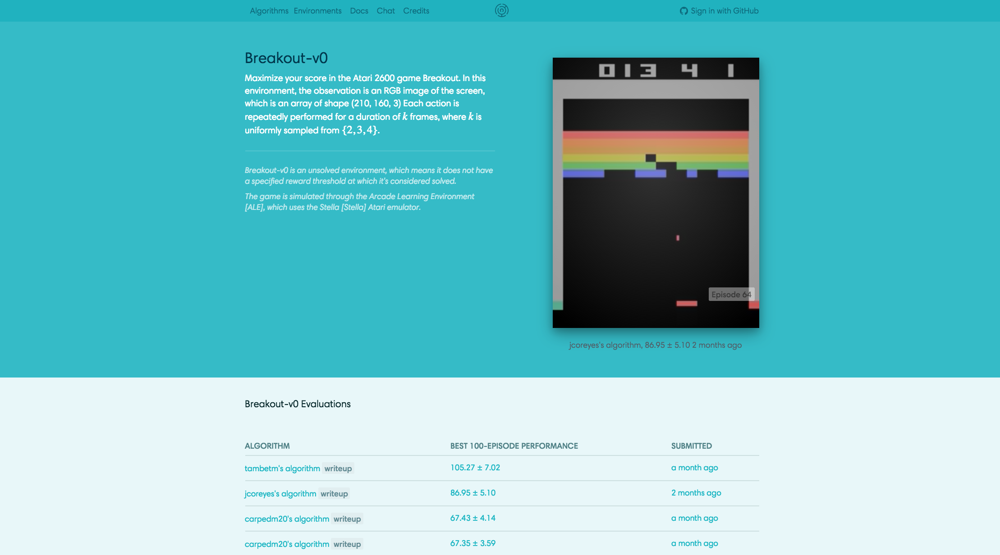 Algorithms Environments Docs Chat Credits Sign in with GitHub
Breakout-v0
Maximize your score in the Atari 2600 game Breakout. In this
environment, the observation is an RGB image of the screen,
which is an array of shape (210, 160, 3) Each action is
repeatedly performed for a duration of k frames, where k is
uniformly sampled from {2,3,4}.
Breakout-v0 is an unsolved environment, which means it does not have
a specified reward threshold at which it's considered solved.
The game is simulated through the Arcade Learning Environment
[ALE], which uses the Stella [Stella] Atari emulator.
013 4 1
Episode 64
jcoreyes's algorithm, 86.95 ± 5.10 2 months ago
Breakout-v0 Evaluations
ALGORITHM BEST 100-EPISODE PERFORMANCE SUBMITTED
tambetm's algorithm writeup 105.27 ± 7.02 a month ago
jcoreyes's algorithm writeup 86.95 ± 5.10 2 months ago
carpedm20's algorithm writeup 67.43 ± 4.14 a month ago
carpedm20's algorithm writeup 67.35 ± 3.59 a month ago